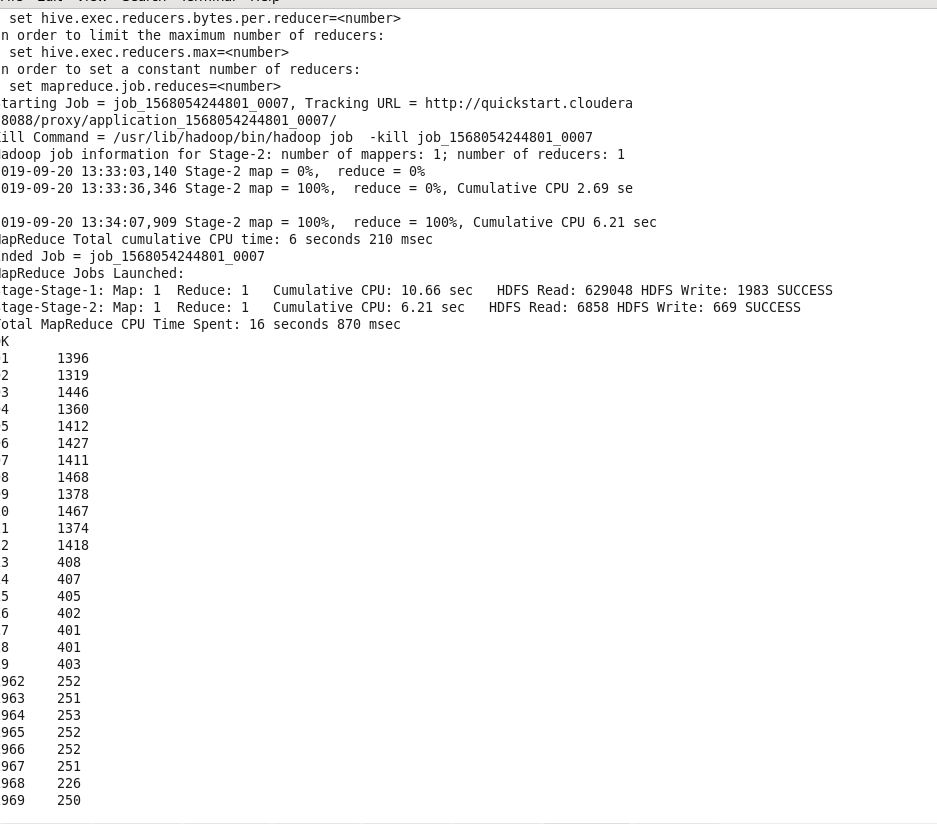 set hive.exec.reducers.bytes.per.reducer=<number>
n order to limit the maximum number of reducers:
set hive.exec.reducers.max=<number>
n order to set a constant number of reducers:
set mapreduce.job.reduces=<number>
tarting Job = job_1568054244801_0007, Tracking URL = http://quickstart.cloudera
8088/proxy/application_1568054244801_0007/
ill Command = /usr/lib/hadoop/bin/hadoop job  -kill job_1568054244801_0007
adoop job information for Stage-2: number of mappers: 1; number of reducers: 1
019-09-20 13:33:03,140 Stage-2 map = 0%,  reduce = 0%
019-09-20 13:33:36,346 Stage-2 map = 100%,  reduce = 0%, Cumulative CPU 2.69 se
019-09-20 13:34:07,909 Stage-2 map = 100%,  reduce = 100%, Cumulative CPU 6.21 sec
apReduce Total cumulative CPU time: 6 seconds 210 msec
nded Job = job_1568054244801_0007
apReduce Jobs Launched:
tage-Stage-1: Map: 1  Reduce: 1   Cumulative CPU: 10.66 sec   HDFS Read: 629048 HDFS Write: 1983 SUCCESS
tage-Stage-2: Map: 1  Reduce: 1   Cumulative CPU: 6.21 sec   HDFS Read: 6858 HDFS Write: 669 SUCCESS
otal MapReduce CPU Time Spent: 16 seconds 870 msec
K
1 1396
2 1319
3 1446
4 1360
5 1412
6 1427
7 1411
8 1468
9 1378
0 1467
1 1374
2 1418
3 408
4 407
5 405
6 402
7 401
8 401
9 403
962 252
963 251
964 253
965 252
966 252
967 251
968 226
969 250